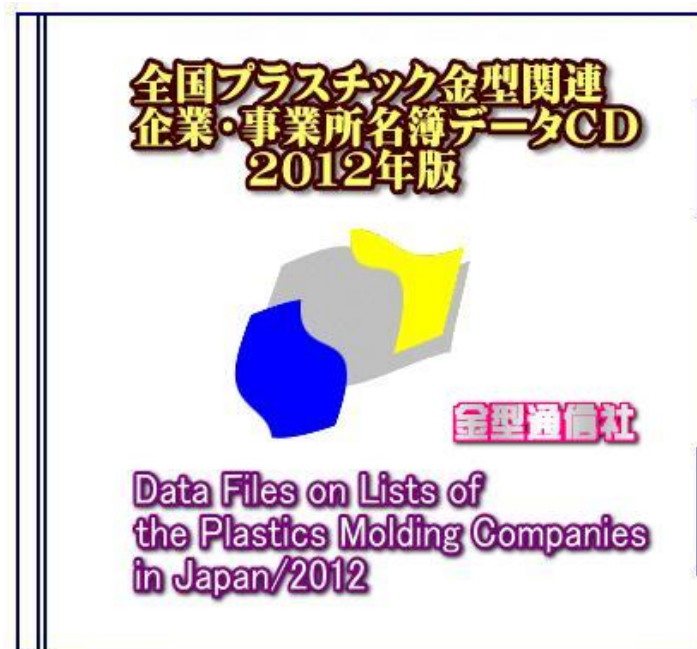 全国プラスチック金型関連
企業・事業所名簿データCD
2012年版
金型通信社
Data Files on Lists of
the Plastics Molding Companies
in Japan/2012